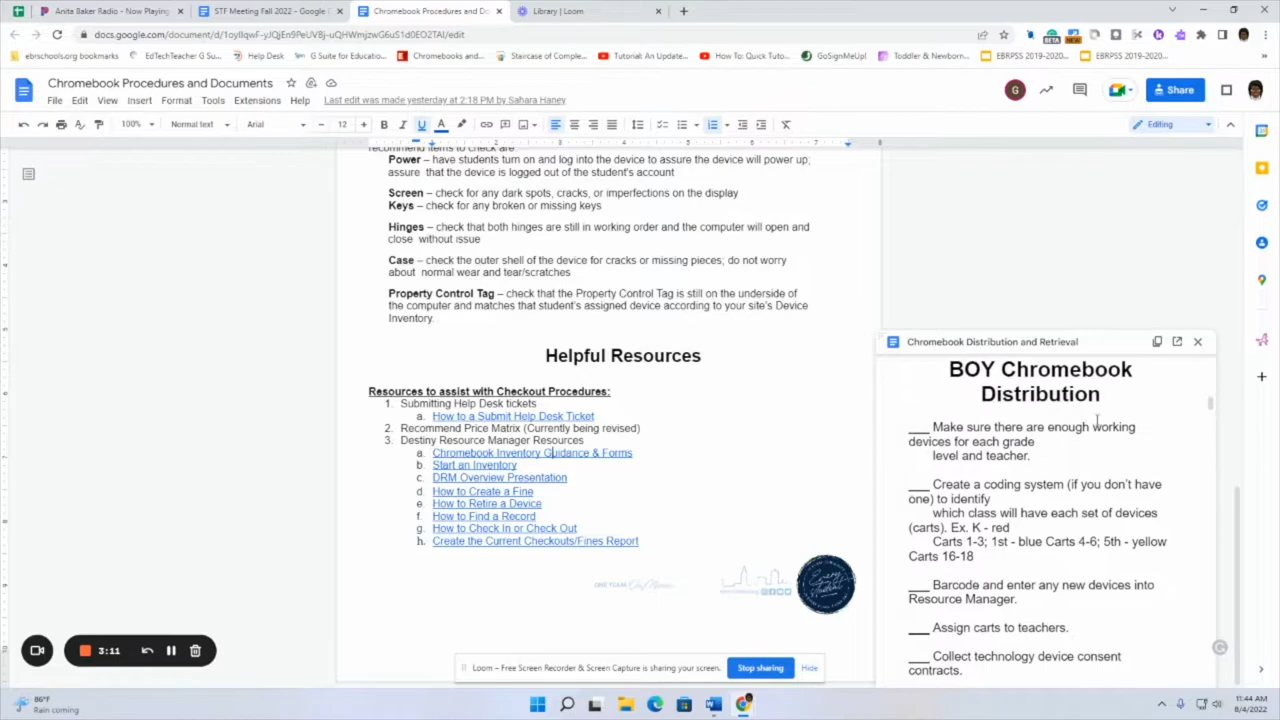 Anita Baker Radio - Now Playing
STF Meeting Fall 2022 - Google
Chromebook Procedures and Do
Library | Loom
docs.google.com/document/d/1oyIlqwF-yJQjEn9PeUVBj-uQHWmjzwG6uS1d0EO2TAI/edit
ebrschools.org bookmarks
EdTechTeacher G Su...
Help Desk
G Suite for Educatio...
Chromebooks and...
Staircase of Comple...
Tutorial: An Update...
How To: Quick Tuto...
GoSignMeUp!
Toddler & Newborn...
EBRPSS 2019-2020...
EBRPSS 2019-2020...
BETA
NEW
Chromebook Procedures and Documents
File Edit View Insert Format Tools Extensions Help
Last edit was made yesterday at 2:18 PM by Sahara Haney
G
Share
100%
Normal text
Arial
12
Editing
recommend items to check are
Power – have students turn on and log into the device to assure the device will power up;
assure that the device is logged out of the student's account
Screen – check for any dark spots, cracks, or imperfections on the display
Keys – check for any broken or missing keys
Hinges – check that both hinges are still in working order and the computer will open and
close without issue
Case – check the outer shell of the device for cracks or missing pieces; do not worry
about normal wear and tear/scratches
Property Control Tag – check that the Property Control Tag is still on the underside of
the computer and matches that student's assigned device according to your site's Device
Inventory.
Helpful Resources
Resources to assist with Checkout Procedures:
1. Submitting Help Desk tickets
a. How to a Submit Help Desk Ticket
2. Recommend Price Matrix (Currently being revised)
3. Destiny Resource Manager Resources
a. Chromebook Inventory Guidance & Forms
b. Start an Inventory
c. DRM Overview Presentation
d. How to Create a Fine
e. How to Retire a Device
f. How to Find a Record
g. How to Check In or Check Out
h. Create the Current Checkouts/Fines Report
Chromebook Distribution and Retrieval
BOY Chromebook
Distribution
___ Make sure there are enough working
devices for each grade
level and teacher.
___ Create a coding system (if you don't have
one) to identify
which class will have each set of devices
(carts). Ex. K - red
Carts 1-3; 1st - blue Carts 4-6; 5th - yellow
Carts 16-18
___ Barcode and enter any new devices into
Resource Manager.
___ Assign carts to teachers.
___ Collect technology device consent
contracts.
3:11
Loom – Free Screen Recorder & Screen Capture is sharing your screen.
Stop sharing
Hide
86°F
Rain coming
11:44 AM
8/4/2022